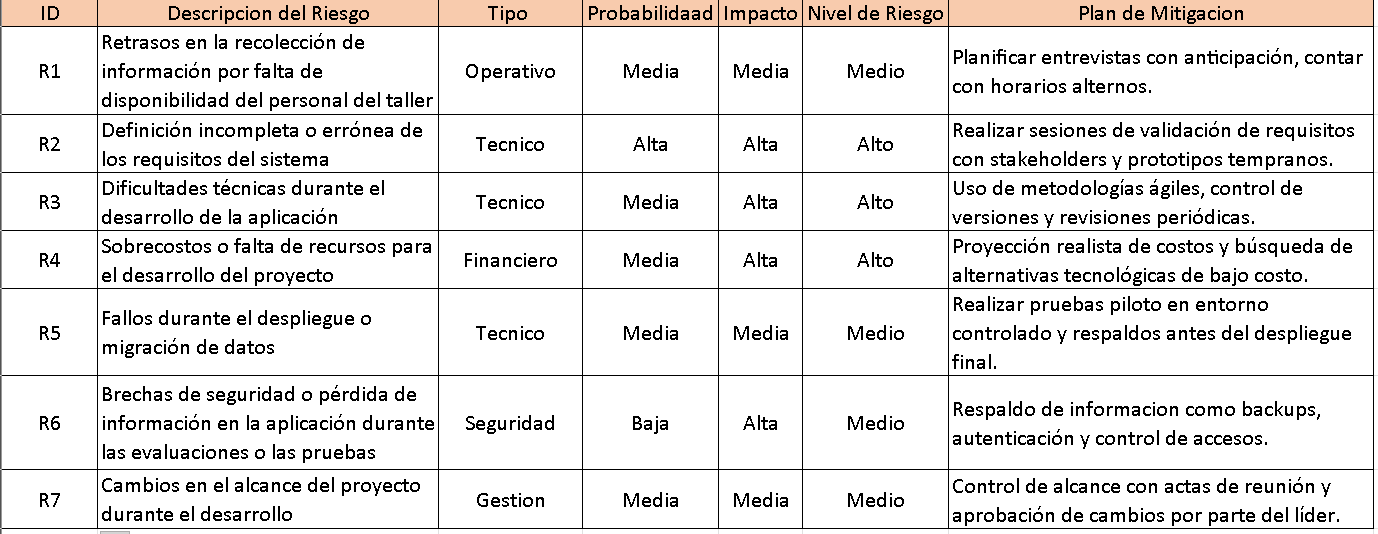 ID Descripcion del Riesgo Tipo Probabilidaad Impacto Nivel de Riesgo Plan de Mitigacion
R1
Retrasos en la recolección de
información por falta de
disponibilidad del personal del taller
Operativo
Media
Media
Medio
Planificar entrevistas con anticipación, contar
con horarios alternos.
R2
Definición incompleta o errónea de
los requisitos del sistema
Tecnico
Alta
Alta
Alto
Realizar sesiones de validación de requisitos
con stakeholders y prototipos tempranos.
R3
Dificultades técnicas durante el
desarrollo de la aplicación
Tecnico
Media
Alta
Alto
Uso de metodologías ágiles, control de
versiones y revisiones periódicas.
R4
Sobrecostos o falta de recursos para
el desarrollo del proyecto
Financiero
Media
Alta
Alto
Proyección realista de costos y búsqueda de
alternativas tecnológicas de bajo costo.
R5
Fallos durante el despliegue o
migración de datos
Tecnico
Media
Media
Medio
Realizar pruebas piloto en entorno
controlado y respaldos antes del despliegue
final.
R6
Brechas de seguridad o pérdida de
información en la aplicación durante
las evaluaciones o las pruebas
Seguridad
Baja
Alta
Medio
Respaldo de informacion como backups,
autenticación y control de accesos.
R7
Cambios en el alcance del proyecto
durante el desarrollo
Gestion
Media
Media
Medio
Control de alcance con actas de reunión y
aprobación de cambios por parte del líder.